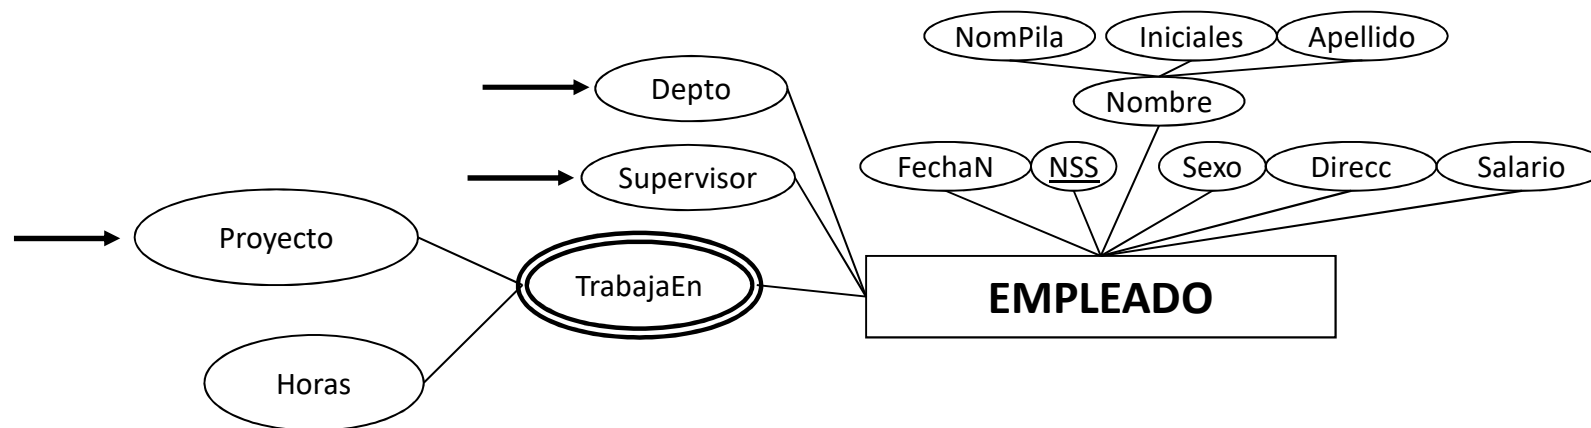 NomPila
Iniciales
Apellido
Depto
Nombre
FechaN
NSS
Sexo
Direcc
Salario
Supervisor
Proyecto
TrabajaEn
EMPLEADO
Horas